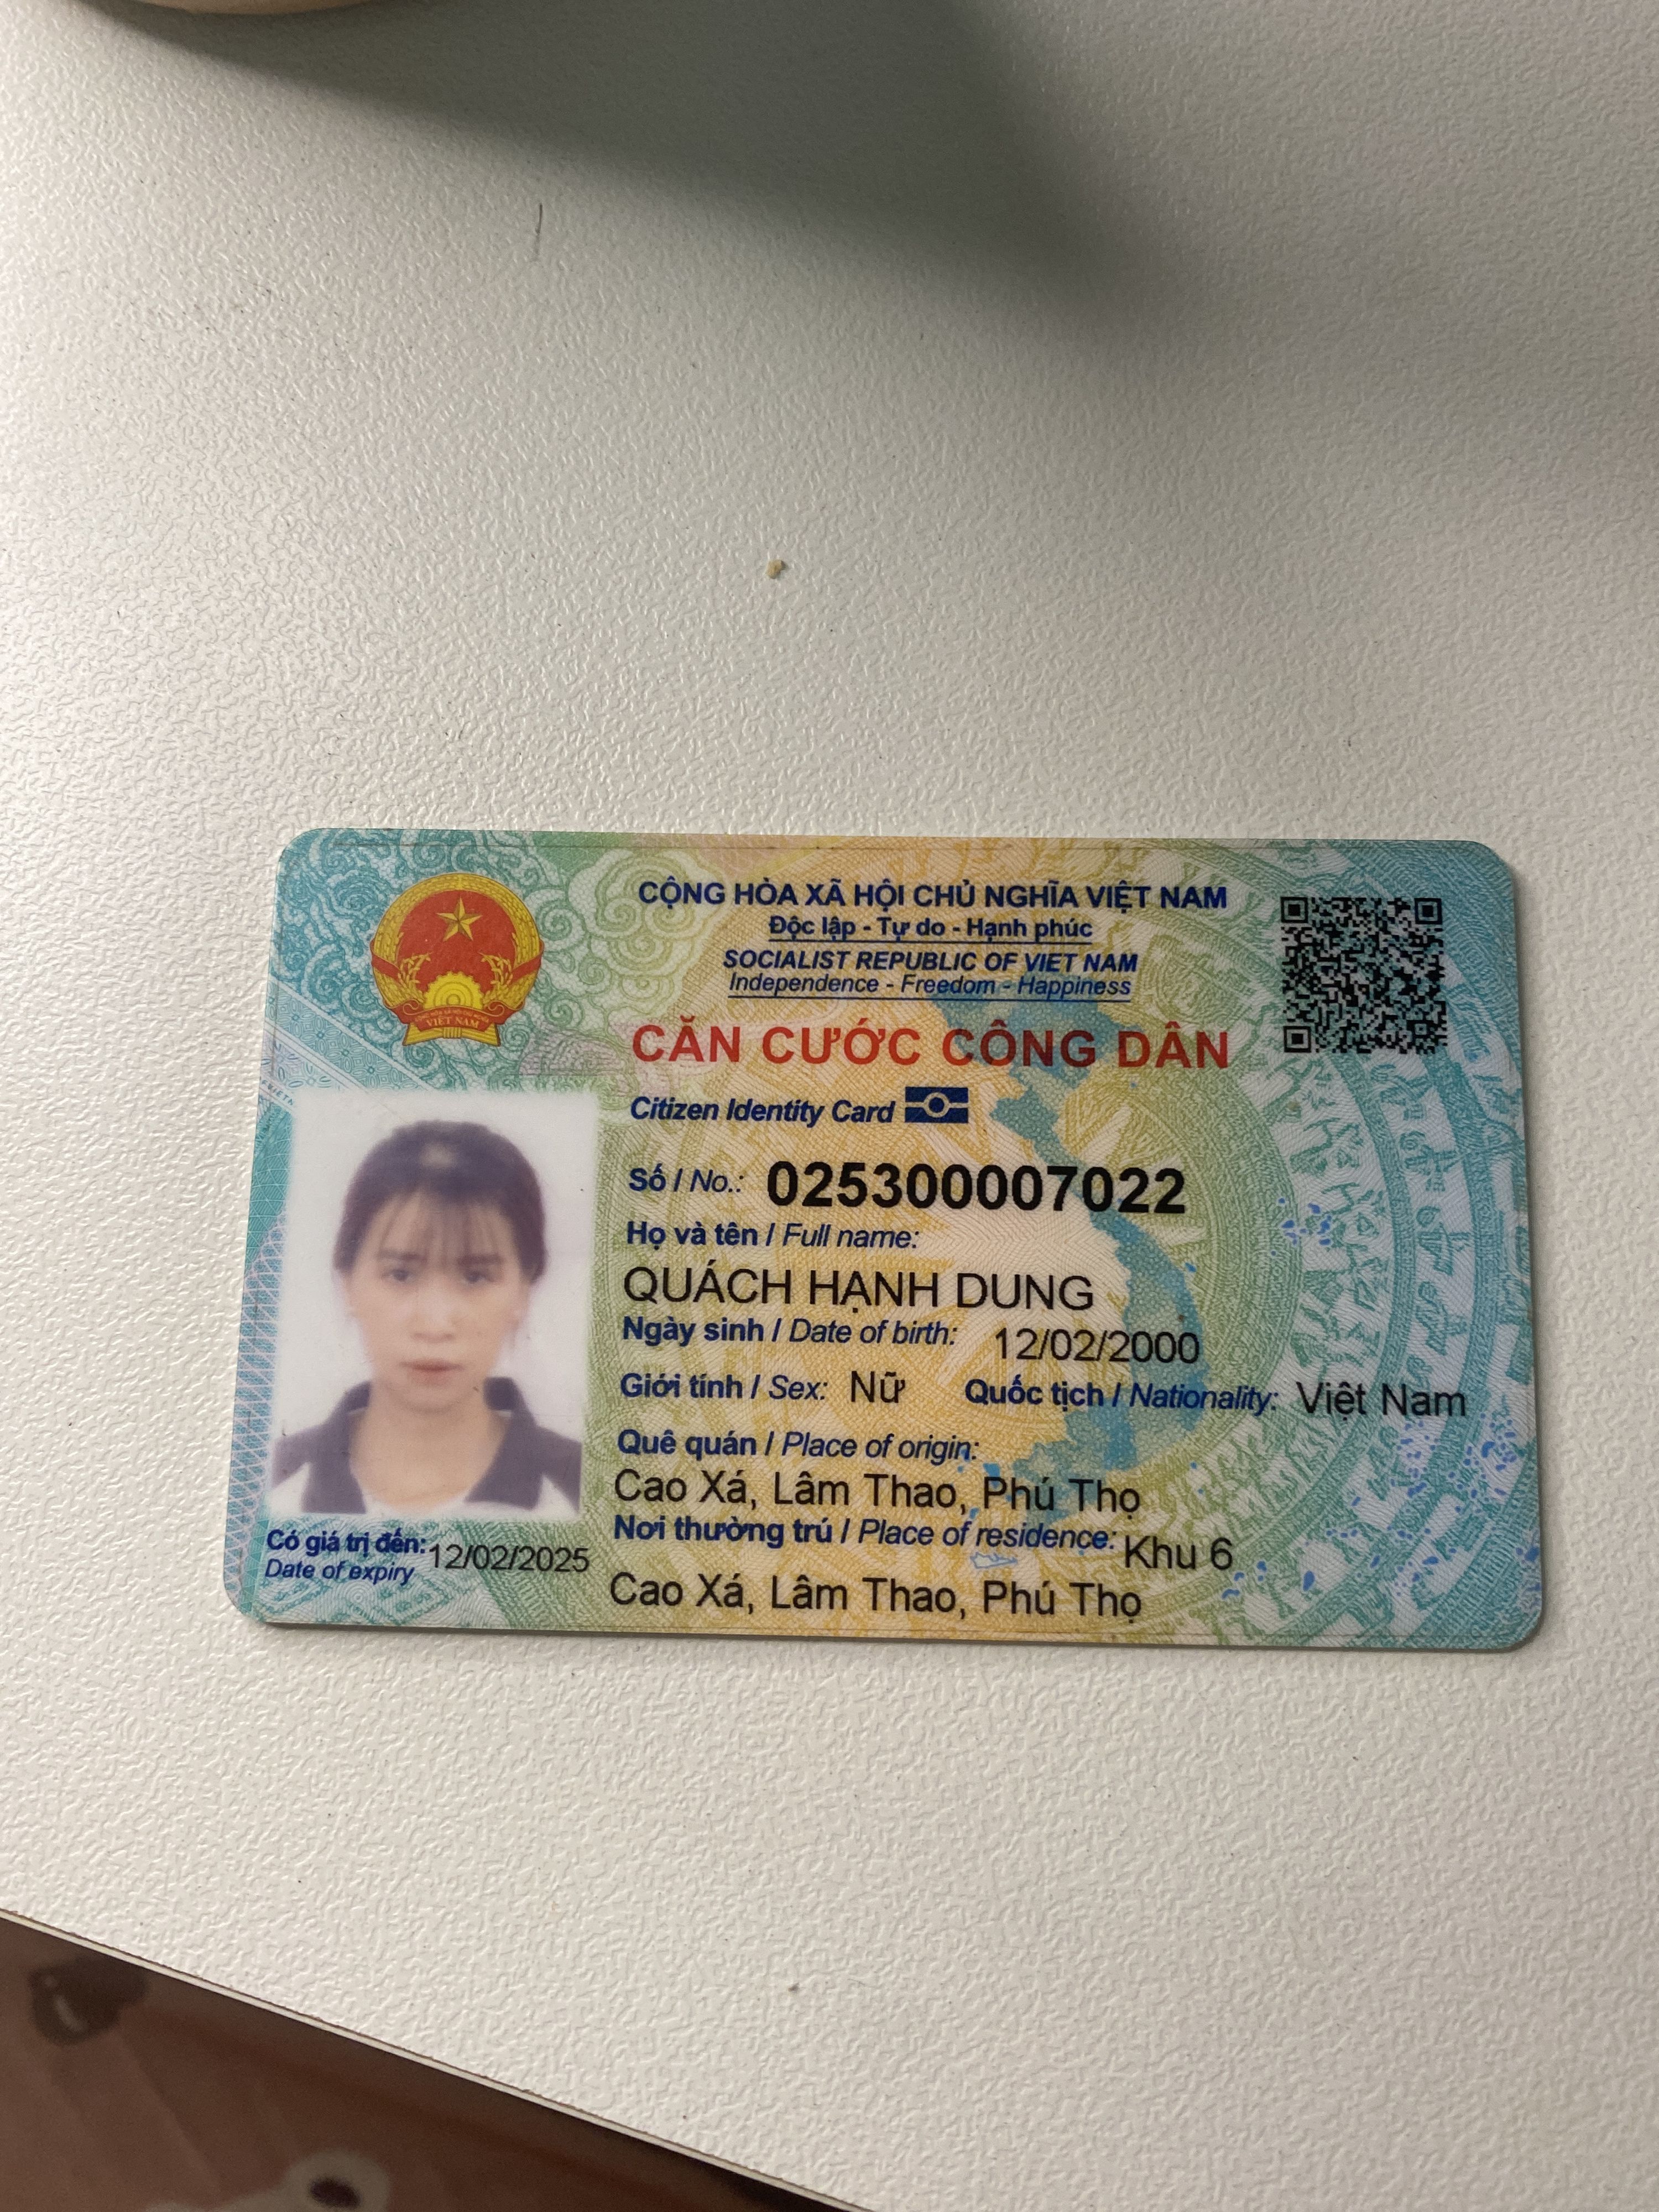 CỘNG HÒA XÃ HỘI CHỦ NGHĨA VIỆT NAM
Độc lập - Tự do - Hạnh phúc
SOCIALIST REPUBLIC OF VIET NAM
Independence - Freedom - Happiness
CĂN CƯỚC CÔNG DÂN
Citizen Identity Card
VIỆT NAM
Số / No.: 025300007022
Họ và tên / Full name:
QUÁCH HẠNH DUNG
Ngày sinh / Date of birth: 12/02/2000
Giới tính / Sex: Nữ Quốc tịch / Nationality: Việt Nam
Quê quán / Place of origin:
Cao Xá, Lâm Thao, Phú Thọ
Nơi thường trú / Place of residence: Khu 6
Cao Xá, Lâm Thao, Phú Thọ
Có giá trị đến: 12/02/2025
Date of expiry